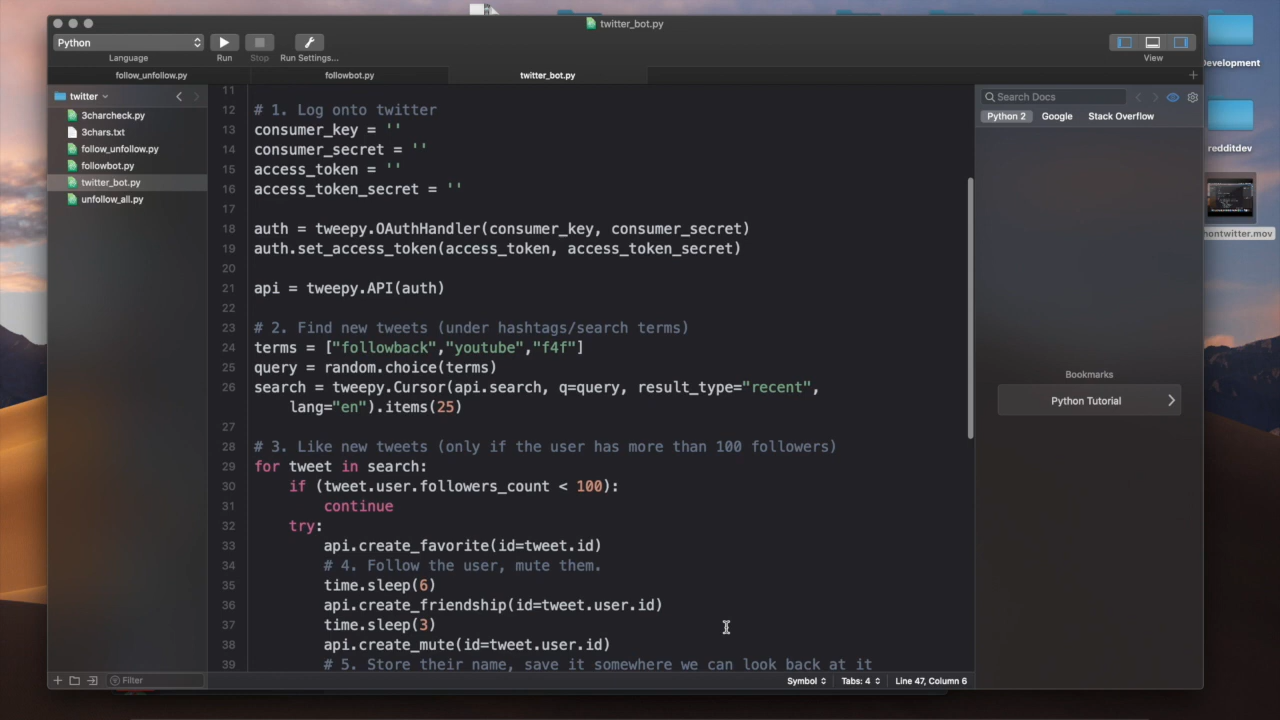 twitter_bot.py
Python
Language
Run
Stop
Run Settings...
View
follow_unfollow.py
followbot.py
twitter_bot.py
twitter
3charcheck.py
3chars.txt
follow_unfollow.py
followbot.py
twitter_bot.py
unfollow_all.py
Filter
11
12 # 1. Log onto twitter
13 consumer_key = ''
14 consumer_secret = ''
15 access_token = ''
16 access_token_secret = ''
17
18 auth = tweepy.OAuthHandler(consumer_key, consumer_secret)
19 auth.set_access_token(access_token, access_token_secret)
20
21 api = tweepy.API(auth)
22
23 # 2. Find new tweets (under hashtags/search terms)
24 terms = ["followback","youtube","f4f"]
25 query = random.choice(terms)
26 search = tweepy.Cursor(api.search, q=query, result_type="recent",
lang="en").items(25)
27
28 # 3. Like new tweets (only if the user has more than 100 followers)
29 for tweet in search:
30 if (tweet.user.followers_count < 100):
31 continue
32 try:
33 api.create_favorite(id=tweet.id)
34 # 4. Follow the user, mute them.
35 time.sleep(6)
36 api.create_friendship(id=tweet.user.id)
37 time.sleep(3)
38 api.create_mute(id=tweet.user.id)
39 # 5. Store their name, save it somewhere we can look back at it
Symbol
Tabs: 4
Line 47, Column 6
Search Docs
Python 2
Google
Stack Overflow
Bookmarks
Python Tutorial
Development
redditdev
hontwitter.mov